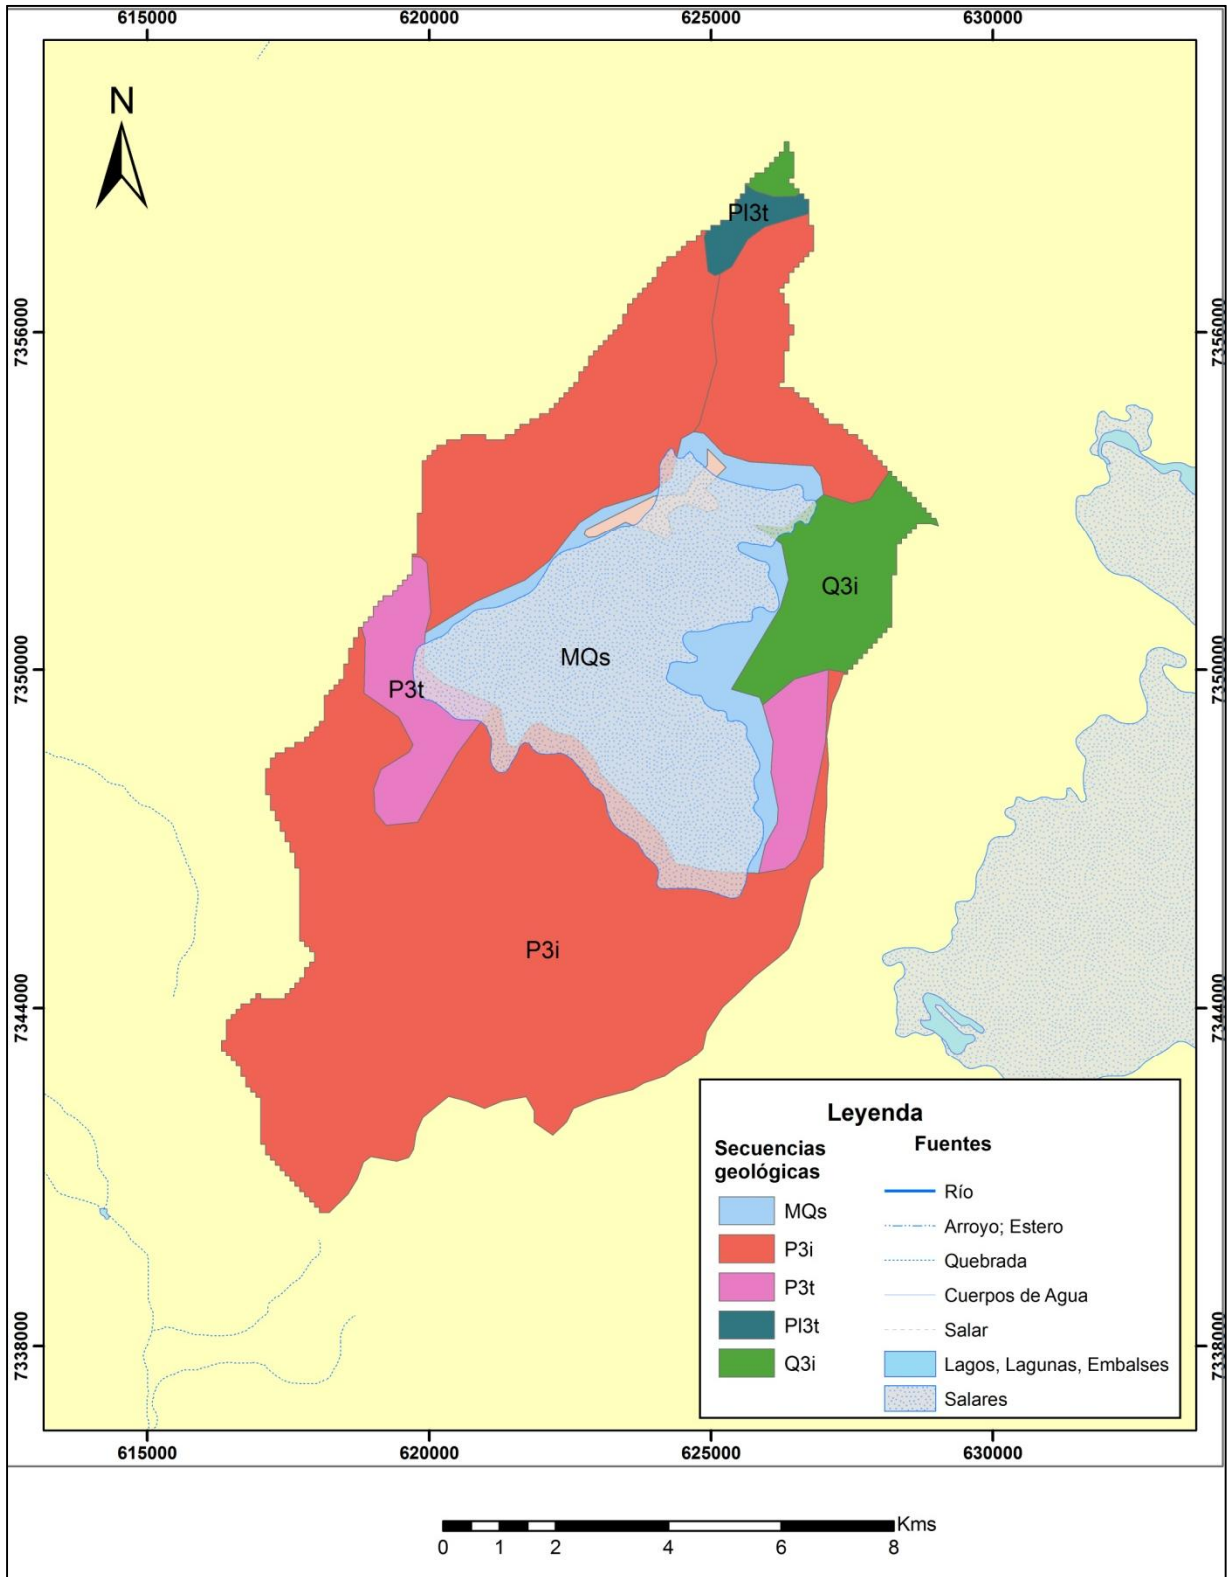 615000 620000 625000 630000
N
Pl3t
7356000 7356000
Q3i
MQs
7350000 7350000
P3t
P3i
7344000 7344000
Leyenda
Secuencias
geológicas
MQs
P3i
P3t
Pl3t
Q3i
Fuentes
Río
Arroyo; Estero
Quebrada
Cuerpos de Agua
Salar
Lagos, Lagunas, Embalses
Salares
7338000 7338000
615000 620000 625000 630000
Kms
0 1 2 4 6 8